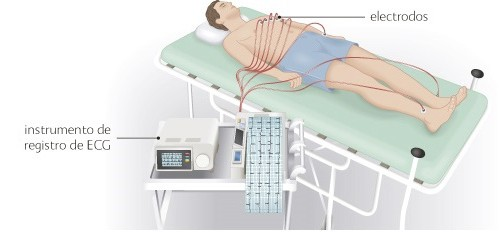 electrodos
instrumento de
registro de ECG